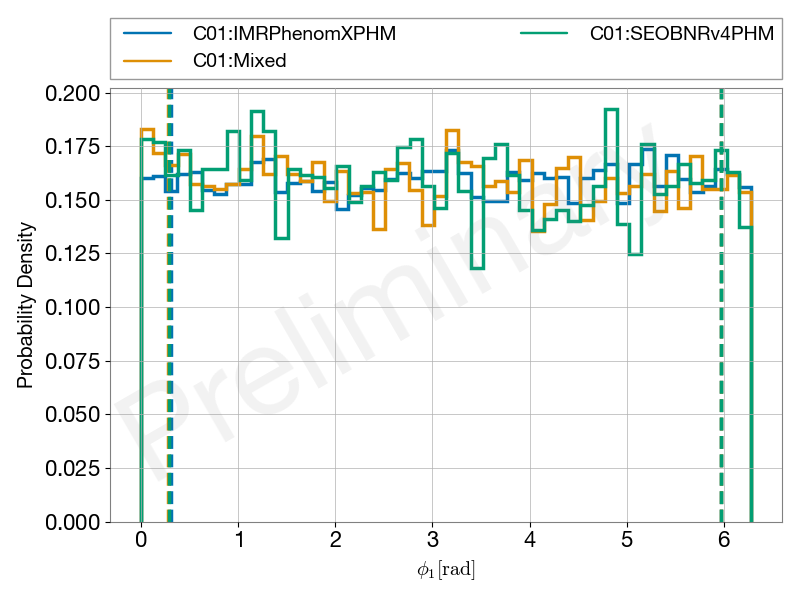 C01:IMRPhenomXPHM
C01:Mixed
C01:SEOBNRv4PHM
0.200
0.175
0.150
0.125
0.100
0.075
0.050
0.025
0.000
Probability Density
Preliminary
0 1 2 3 4 5 6
ϕ₁[rad]